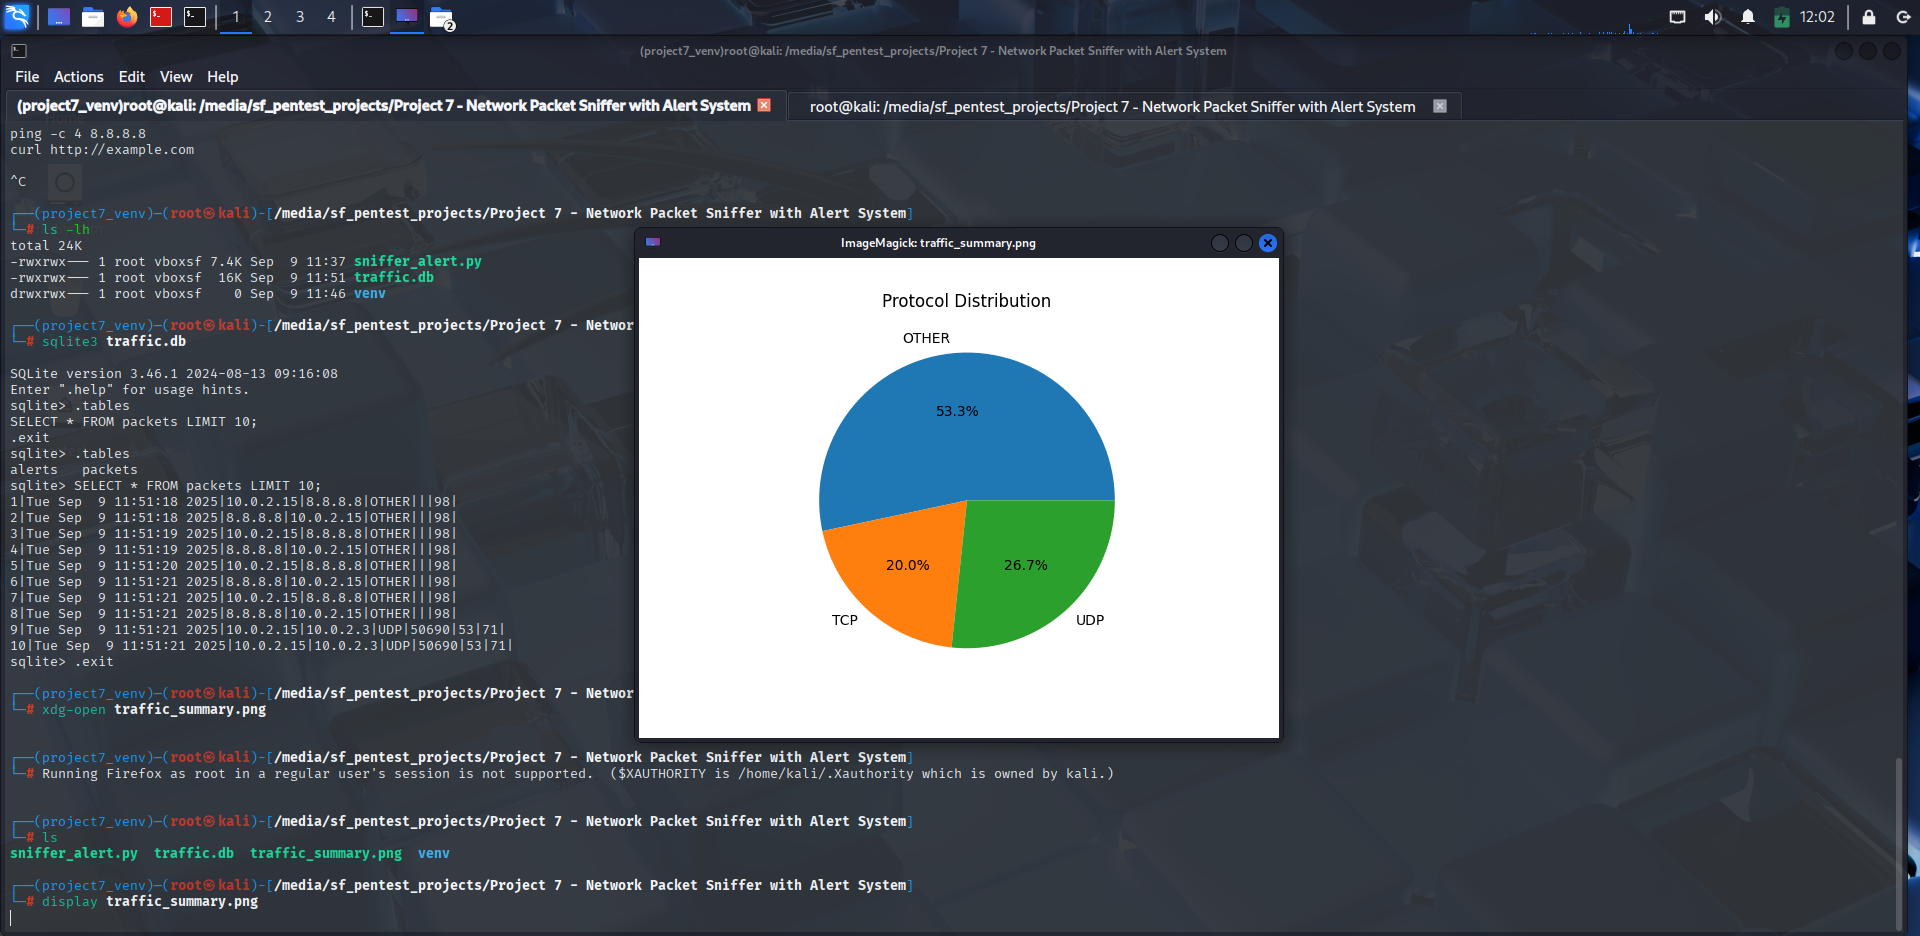 1 2 3 4 2 12:02
(project7_venv)root@kali: /media/sf_pentest_projects/Project 7 - Network Packet Sniffer with Alert System
File Actions Edit View Help
(project7_venv)root@kali: /media/sf_pentest_projects/Project 7 - Network Packet Sniffer with Alert System
root@kali: /media/sf_pentest_projects/Project 7 - Network Packet Sniffer with Alert System
ping -c 4 8.8.8.8
curl http://example.com
^C
(project7_venv)-(root㉿kali)-[/media/sf_pentest_projects/Project 7 - Network Packet Sniffer with Alert System]
# ls -lh
total 24K
-rwxrwx--- 1 root vboxsf 7.4K Sep  9 11:37 sniffer_alert.py
-rwxrwx--- 1 root vboxsf  16K Sep  9 11:51 traffic.db
drwxrwx--- 1 root vboxsf    0 Sep  9 11:46 venv
(project7_venv)-(root㉿kali)-[/media/sf_pentest_projects/Project 7 - Networ
# sqlite3 traffic.db
SQLite version 3.46.1 2024-08-13 09:16:08
Enter ".help" for usage hints.
sqlite> .tables
SELECT * FROM packets LIMIT 10;
.exit
sqlite> .tables
alerts   packets
sqlite> SELECT * FROM packets LIMIT 10;
1|Tue Sep  9 11:51:18 2025|10.0.2.15|8.8.8.8|OTHER|||98|
2|Tue Sep  9 11:51:18 2025|8.8.8.8|10.0.2.15|OTHER|||98|
3|Tue Sep  9 11:51:19 2025|10.0.2.15|8.8.8.8|OTHER|||98|
4|Tue Sep  9 11:51:19 2025|8.8.8.8|10.0.2.15|OTHER|||98|
5|Tue Sep  9 11:51:20 2025|10.0.2.15|8.8.8.8|OTHER|||98|
6|Tue Sep  9 11:51:21 2025|8.8.8.8|10.0.2.15|OTHER|||98|
7|Tue Sep  9 11:51:21 2025|10.0.2.15|8.8.8.8|OTHER|||98|
8|Tue Sep  9 11:51:21 2025|8.8.8.8|10.0.2.15|OTHER|||98|
9|Tue Sep  9 11:51:21 2025|10.0.2.15|10.0.2.3|UDP|50690|53|71|
10|Tue Sep  9 11:51:21 2025|10.0.2.15|10.0.2.3|UDP|50690|53|71|
sqlite> .exit
(project7_venv)-(root㉿kali)-[/media/sf_pentest_projects/Project 7 - Networ
# xdg-open traffic_summary.png
(project7_venv)-(root㉿kali)-[/media/sf_pentest_projects/Project 7 - Network Packet Sniffer with Alert System]
# Running Firefox as root in a regular user's session is not supported.  ($XAUTHORITY is /home/kali/.Xauthority which is owned by kali.)
(project7_venv)-(root㉿kali)-[/media/sf_pentest_projects/Project 7 - Network Packet Sniffer with Alert System]
# ls
sniffer_alert.py  traffic.db  traffic_summary.png  venv
(project7_venv)-(root㉿kali)-[/media/sf_pentest_projects/Project 7 - Network Packet Sniffer with Alert System]
# display traffic_summary.png
ImageMagick: traffic_summary.png
Protocol Distribution
OTHER
53.3%
20.0%
26.7%
TCP
UDP